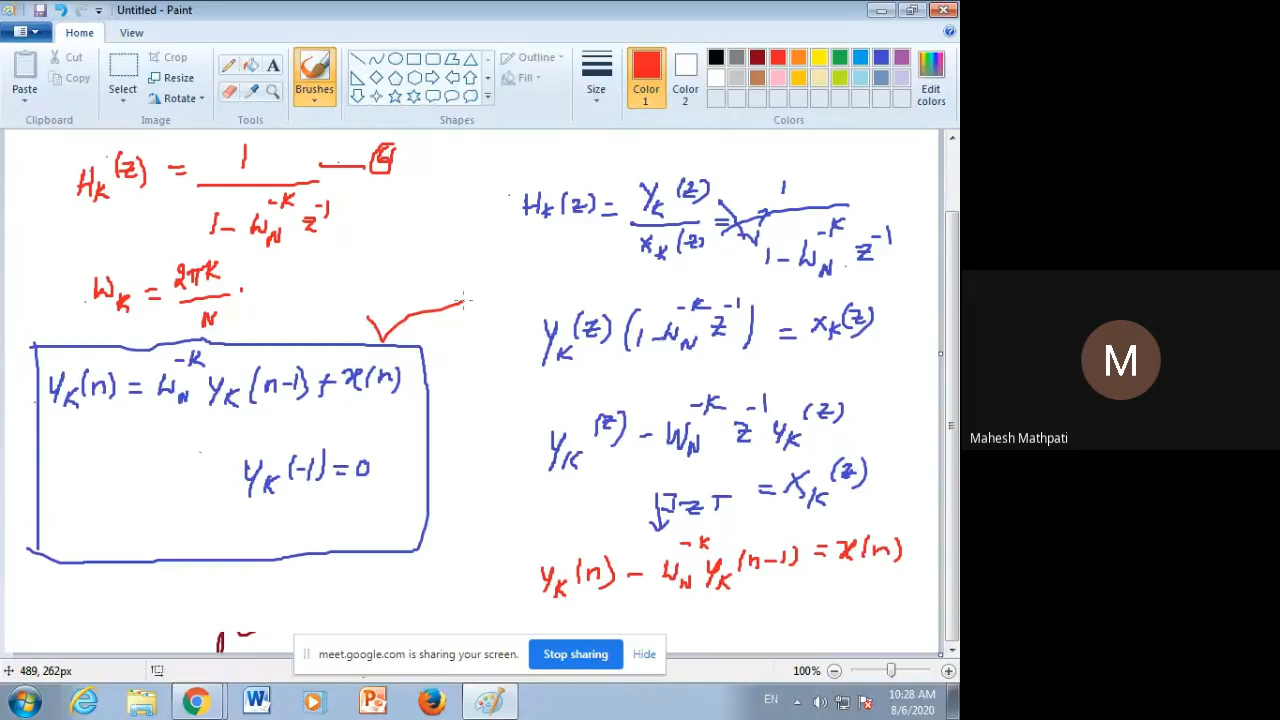 Untitled - Paint
Home View
Paste Cut Copy Clipboard
Select Crop Resize Rotate Image
Tools
Brushes
Outline Fill Shapes
Size
Color 1 Color 2 Edit colors Colors
H_K(z) = 1 / (1 - W_N^{-K} z^{-1}) — 6
ω_K = 2πK / N
y_K(n) = W_N^{-K} y_K(n-1) + x(n)
y_K(-1) = 0
H_K(z) = Y_K(z) / X_K(z) = 1 / (1 - W_N^{-K} z^{-1})
Y_K(z) (1 - W_N^{-K} z^{-1}) = X_K(z)
Y_K(z) - W_N^{-K} z^{-1} Y_K(z)
= X_K(z)
↓ IZT
y_K(n) - W_N^{-K} y_K(n-1) = x(n)
M
Mahesh Mathpati
meet.google.com is sharing your screen. Stop sharing Hide
489, 262px
100%
EN
10:28 AM
8/6/2020